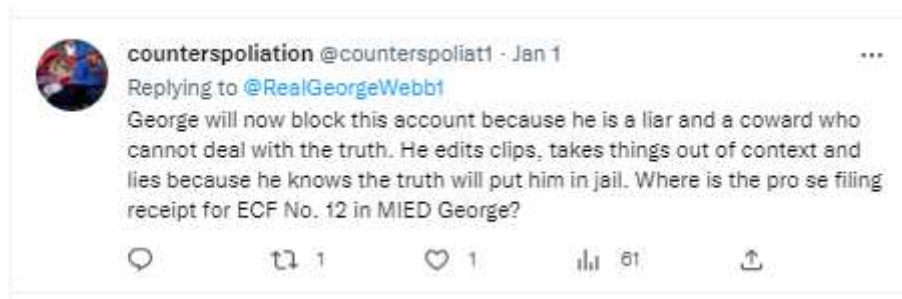 counterspoliation @counterspoliat1 · Jan 1
Replying to @RealGeorgeWebb1
George will now block this account because he is a liar and a coward who
cannot deal with the truth. He edits clips, takes things out of context and
lies because he knows the truth will put him in jail. Where is the pro se filing
receipt for ECF No. 12 in MIED George?
1 1 61